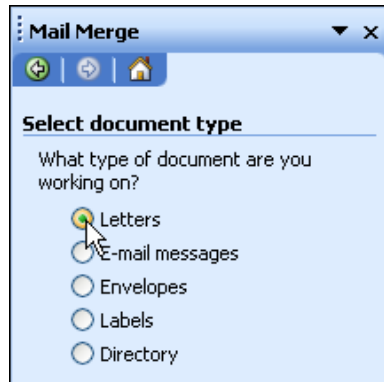 Mail Merge
Select document type
What type of document are you
working on?
Letters
E-mail messages
Envelopes
Labels
Directory